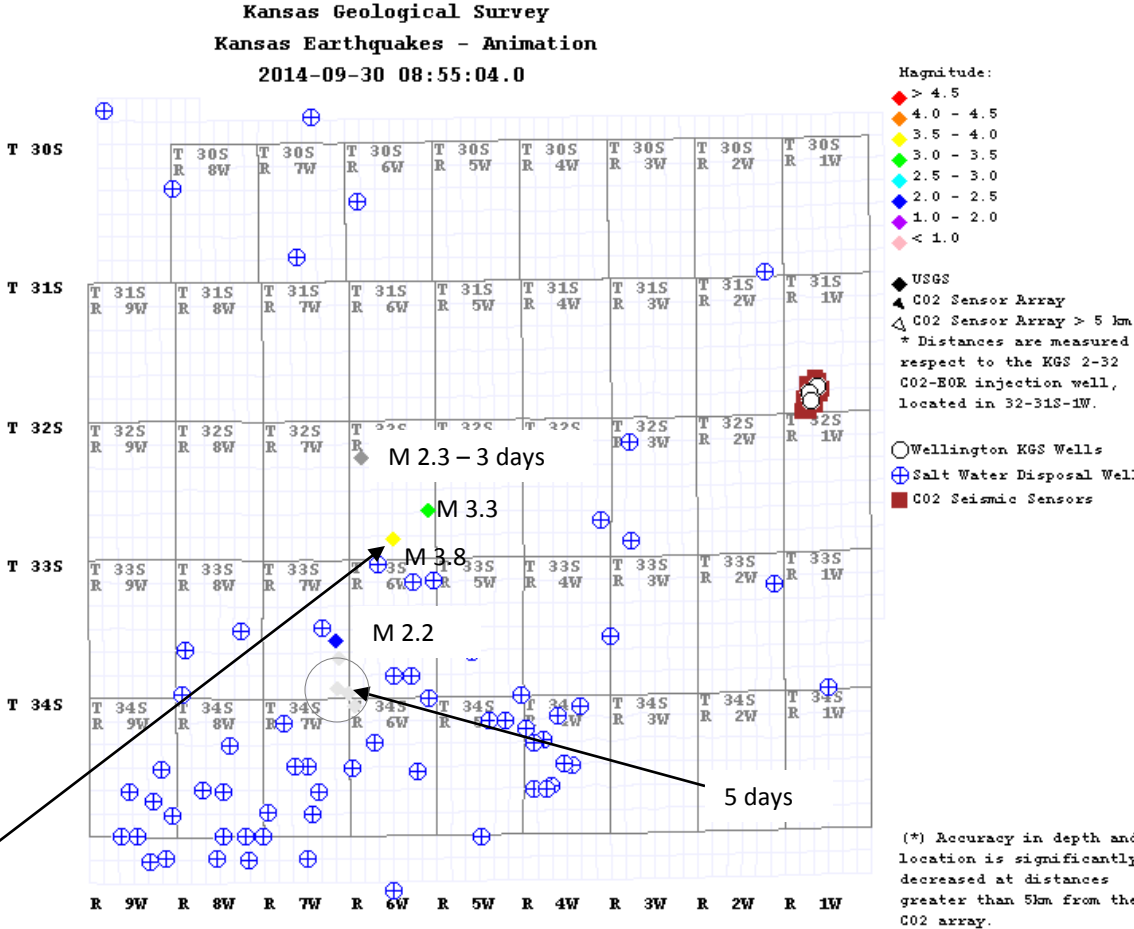 Kansas Geological Survey
Kansas Earthquakes - Animation
2014-09-30 08:55:04.0
Magnitude:
> 4.5
4.0 - 4.5
3.5 - 4.0
3.0 - 3.5
2.5 - 3.0
2.0 - 2.5
1.0 - 2.0
< 1.0
USGS
CO2 Sensor Array
CO2 Sensor Array > 5 km
* Distances are measured
respect to the KGS 2-32
CO2-EOR injection well,
located in 32-31S-1W.
Wellington KGS Wells
Salt Water Disposal Well
CO2 Seismic Sensors
T 30S
T 30S T 30S T 30S T 30S T 30S T 30S T 30S T 30S
R 8W R 7W R 6W R 5W R 4W R 3W R 2W R 1W
T 31S
T 31S T 31S T 31S T 31S T 31S T 31S T 31S T 31S T 31S
R 9W R 8W R 7W R 6W R 5W R 4W R 3W R 2W R 1W
T 32S
T 32S T 32S T 32S T 32S T 32S T 32S T 32S
R 9W R 8W R 7W R 3W R 2W R 1W
M 2.3 – 3 days
M 3.3
M 3.8
T 33S
T 33S T 33S T 33S 33S T 33S T 33S T 33S T 33S T 33S
R 9W R 8W R 7W R 6W R 5W R 4W R 3W R 2W R 1W
M 2.2
T 34S
T 34S T 34S T 34S 34S T 34S T 34S T 34S T 34S T 34S
R 9W R 8W R 7W R 6W R R 4W R 3W R 2W R 1W
5 days
(*) Accuracy in depth and
location is significantly
decreased at distances
greater than 5km from the
CO2 array.
R 9W R 8W R 7W R 6W R 5W R 4W R 3W R 2W R 1W